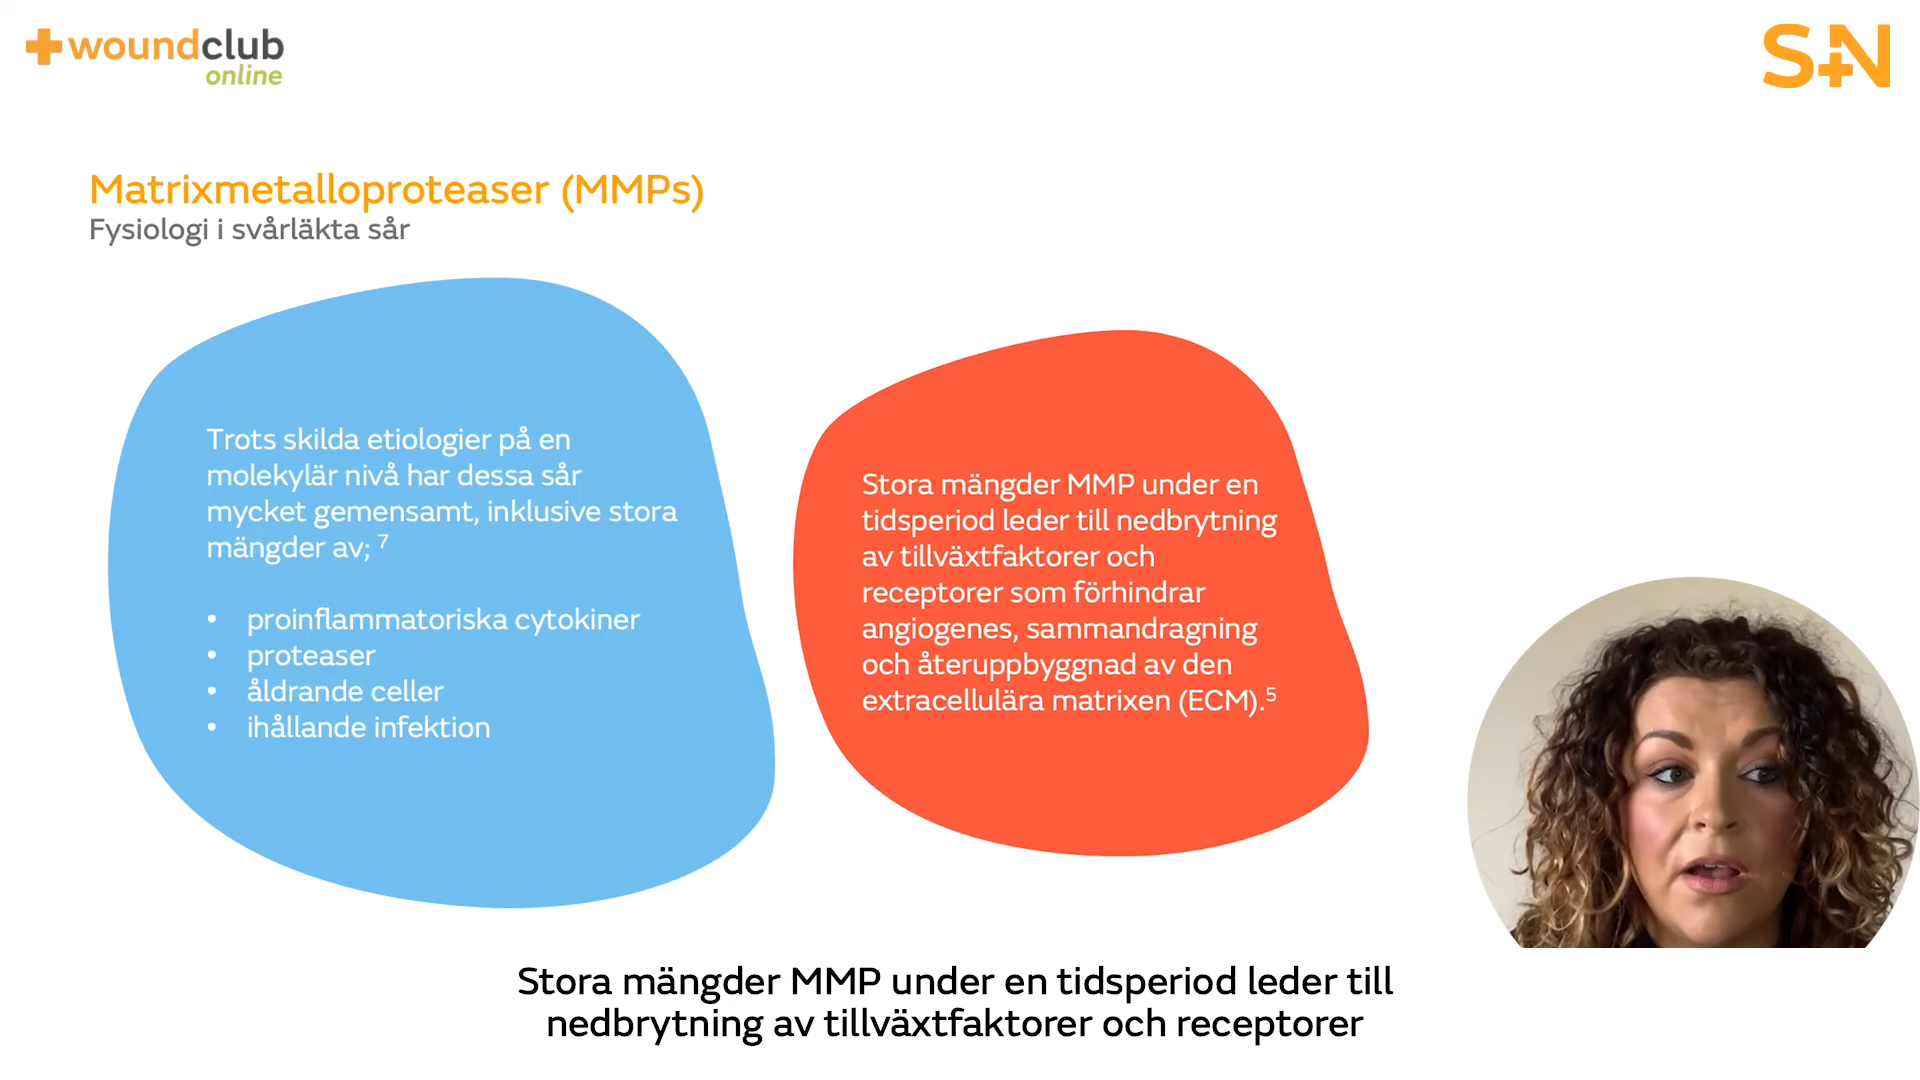 woundclub
online
S+N
Matrixmetalloproteaser (MMPs)
Fysiologi i svårläkta sår
Trots skilda etiologier på en
molekylär nivå har dessa sår
mycket gemensamt, inklusive stora
mängder av; 7
• proinflammatoriska cytokiner
• proteaser
• åldrande celler
• ihållande infektion
Stora mängder MMP under en
tidsperiod leder till nedbrytning
av tillväxtfaktorer och
receptorer som förhindrar
angiogenes, sammandragning
och återuppbyggnad av den
extracellulära matrixen (ECM).5
Stora mängder MMP under en tidsperiod leder till
nedbrytning av tillväxtfaktorer och receptorer